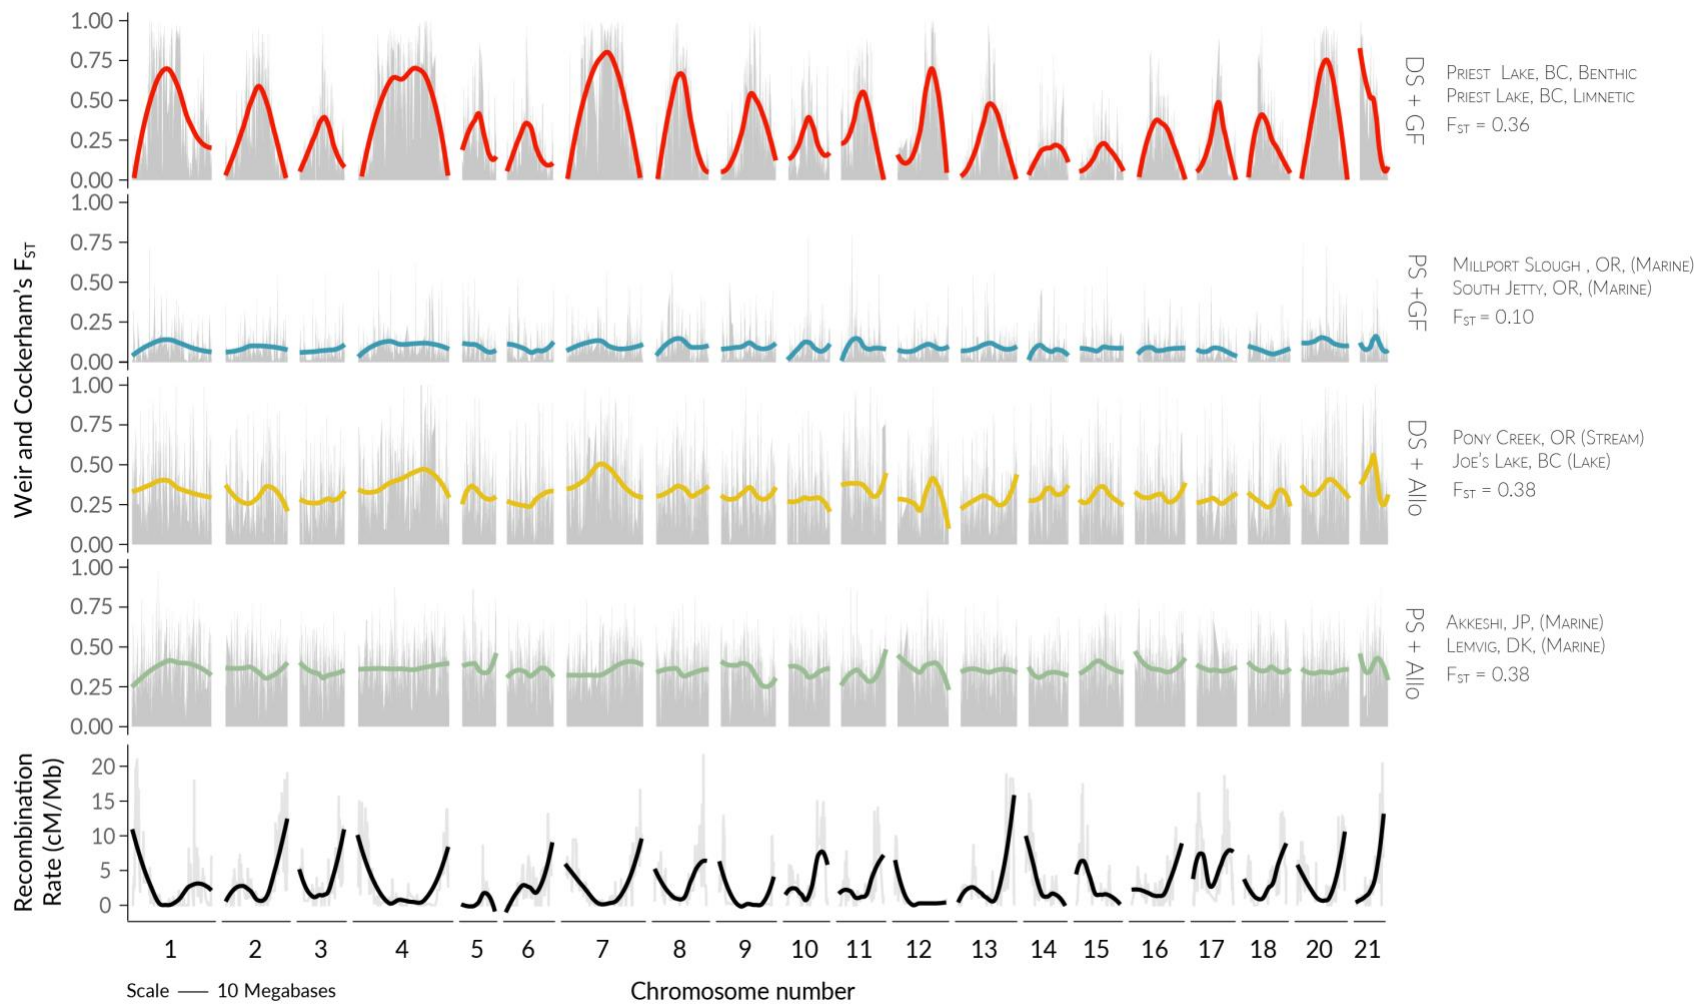 Weir and Cockerham's FST
1.00
0.75
0.50
0.25
0.00
DS + GF
Priest Lake, BC, Benthic
Priest Lake, BC, Limnetic
FST = 0.36
1.00
0.75
0.50
0.25
0.00
PS +GF
Millport Slough , OR, (Marine)
South Jetty, OR, (Marine)
FST = 0.10
1.00
0.75
0.50
0.25
0.00
DS + Allo
Pony Creek, OR (Stream)
Joe's Lake, BC (Lake)
FST = 0.38
1.00
0.75
0.50
0.25
0.00
PS + Allo
Akkeshi, JP, (Marine)
Lemvig, DK, (Marine)
FST = 0.38
Recombination
Rate (cM/Mb)
20
15
10
5
0
1 2 3 4 5 6 7 8 9 10 11 12 13 14 15 16 17 18 20 21
Scale 10 Megabases
Chromosome number